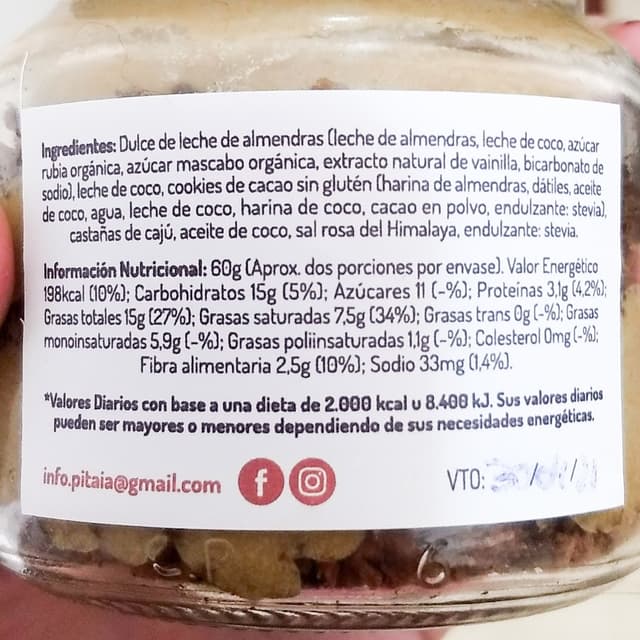 Ingredientes: Dulce de leche de almendras (leche de almendras, leche de coco, azúcar
rubia orgánica, azúcar mascabo orgánica, extracto natural de vainilla, bicarbonato de
sodio), leche de coco, cookies de cacao sin glutén (harina de almendras, dátiles, aceite
de coco, agua, leche de coco, harina de coco, cacao en polvo, endulzante: stevia),
castañas de cajú, aceite de coco, sal rosa del Himalaya, endulzante: stevia.
Información Nutricional: 60g (Aprox. dos porciones por envase). Valor Energético
198kcal (10%); Carbohidratos 15g (5%); Azúcares 11 (-%); Proteínas 3,1g (4,2%);
Grasas totales 15g (27%); Grasas saturadas 7,5g (34%); Grasas trans 0g (-%); Grasas
monoinsaturadas 5,9g (-%); Grasas poliinsaturadas 1,1g (-%); Colesterol 0mg (-%);
Fibra alimentaria 2,5g (10%); Sodio 33mg (1,4%).
*Valores Diarios con base a una dieta de 2.000 kcal u 8.400 kJ. Sus valores diarios
pueden ser mayores o menores dependiendo de sus necesidades energéticas.
info.pitaia@gmail.com
VTO:
C.P 6